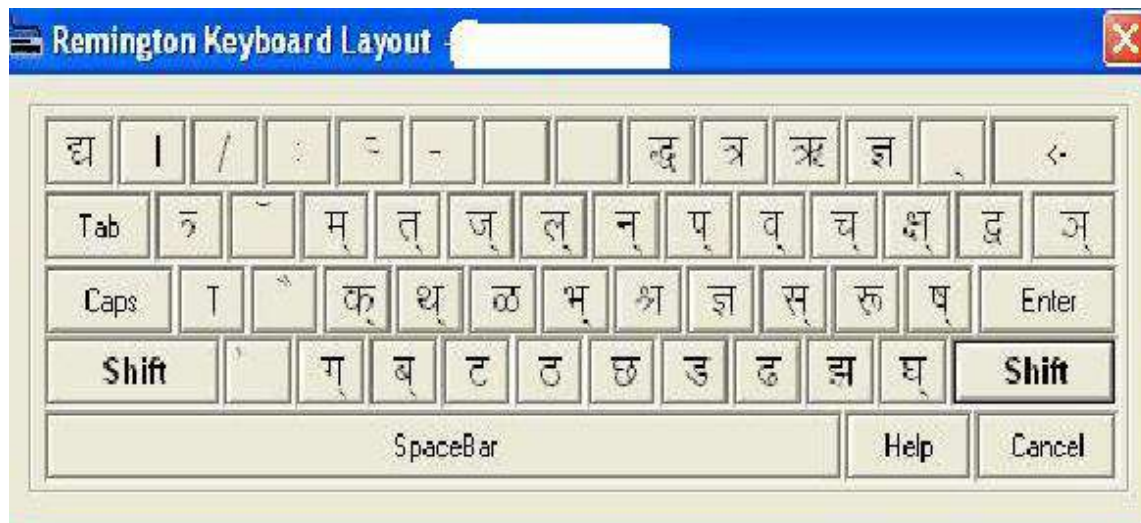 Remington Keyboard Layout -
द्य | / : - द्ध त्र ऋ ज्ञ ् <-
Tab म् त् ज् ल् न् प् व् च् क्ष् द्व ञ्
Caps ा क् थ् ळ भ् श्र ज्ञ स् रू ष् Enter
Shift ग् ब् ट ठ छ ड ढ झ घ् Shift
SpaceBar Help Cancel